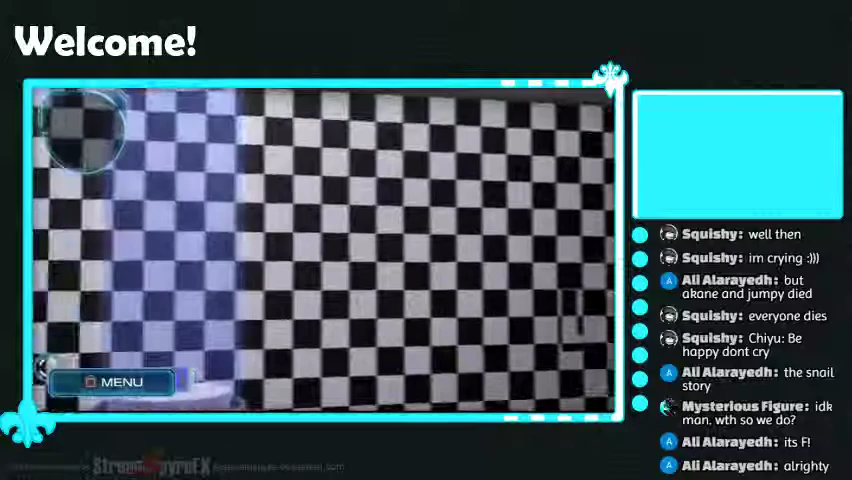 Welcome!
MENU
Squishy: well then
Squishy: im crying :)))
Ali Alarayedh: but
akane and jumpy died
Squishy: everyone dies
Squishy: Chiyu: Be
happy dont cry
Ali Alarayedh: the snail
story
Mysterious Figure: idk
man. wth so we do?
Ali Alarayedh: its F!
Ali Alarayedh: alrighty